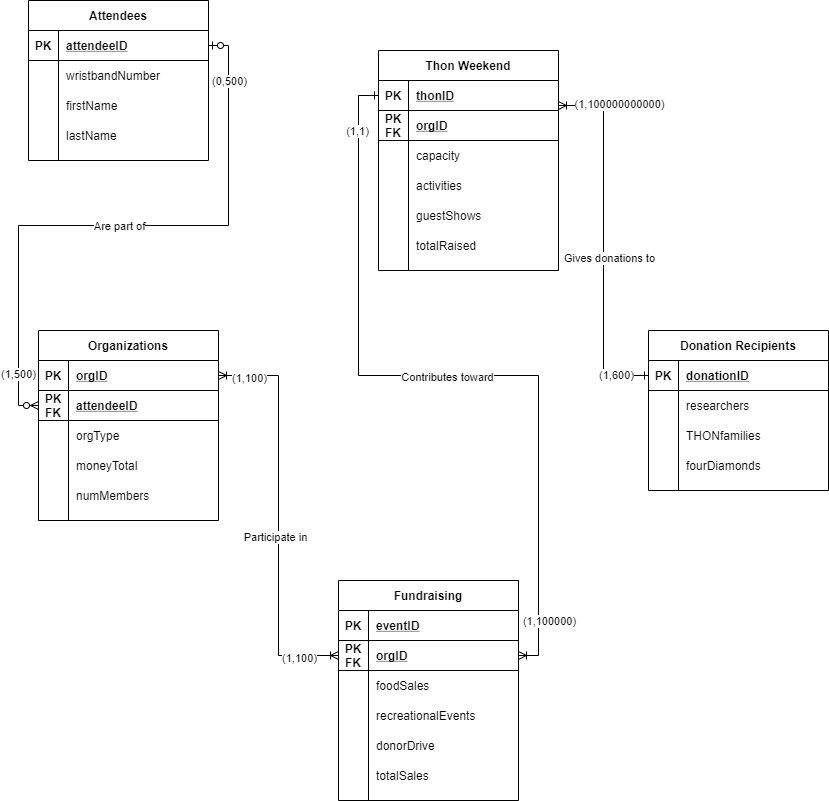 Attendees
PK attendeeID
wristbandNumber
firstName
lastName
(0,500)
Are part of
(1,500)
Organizations
PK orgID
PK FK attendeeID
orgType
moneyTotal
numMembers
(1,100)
Participate in
(1,100)
Thon Weekend
PK thonID
PK FK orgID
capacity
activities
guestShows
totalRaised
(1,1)
Contributes toward
(1,100000)
(1,100000000000)
Gives donations to
(1,600)
Donation Recipients
PK donationID
researchers
THONfamilies
fourDiamonds
Fundraising
PK eventID
PK FK orgID
foodSales
recreationalEvents
donorDrive
totalSales